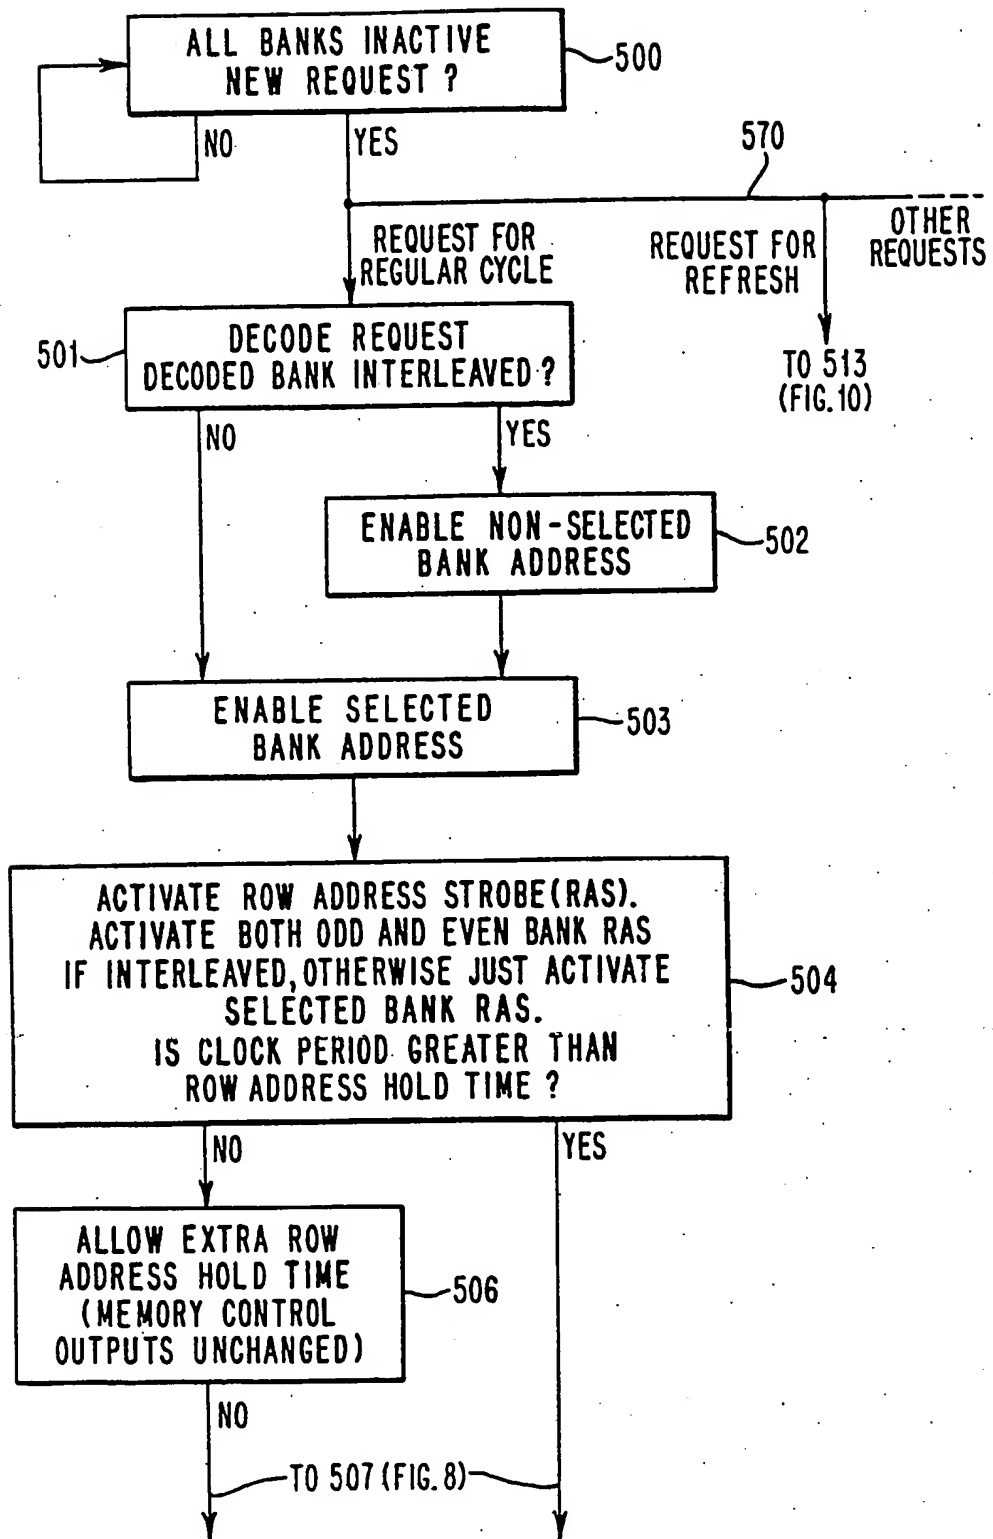 ALL BANKS INACTIVE
NEW REQUEST ?
500
NO
YES
570
REQUEST FOR
REGULAR CYCLE
REQUEST FOR
REFRESH
OTHER
REQUESTS
TO 513
(FIG. 10)
501
DECODE REQUEST
DECODED BANK INTERLEAVED ?
NO
YES
ENABLE NON-SELECTED
BANK ADDRESS
502
ENABLE SELECTED
BANK ADDRESS
503
ACTIVATE ROW ADDRESS STROBE(RAS).
ACTIVATE BOTH ODD AND EVEN BANK RAS
IF INTERLEAVED, OTHERWISE JUST ACTIVATE
SELECTED BANK RAS.
IS CLOCK PERIOD GREATER THAN
ROW ADDRESS HOLD TIME ?
504
NO
YES
ALLOW EXTRA ROW
ADDRESS HOLD TIME
(MEMORY CONTROL
OUTPUTS UNCHANGED)
506
NO
TO 507 (FIG. 8)